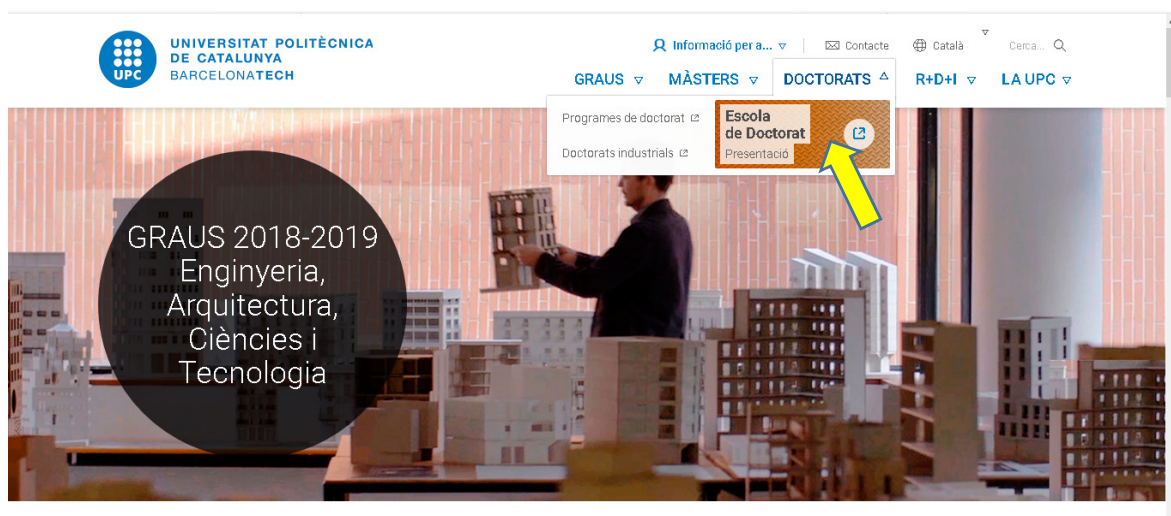 UPC
UNIVERSITAT POLITÈCNICA
DE CATALUNYA
BARCELONATECH
Informació per a...
Contacte
Català
Cerca...
GRAUS
MÀSTERS
DOCTORATS
R+D+I
LA UPC
Programes de doctorat
Doctorats industrials
Escola
de Doctorat
Presentació
GRAUS 2018-2019
Enginyeria,
Arquitectura,
Ciències i
Tecnologia